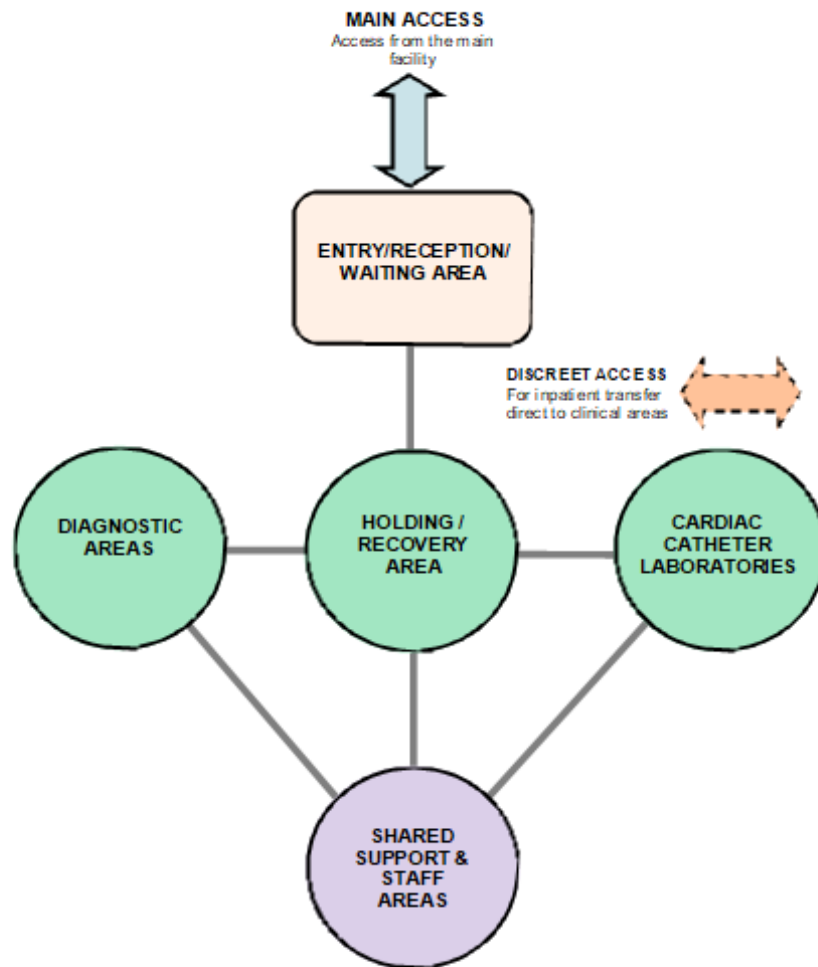 MAIN ACCESS
Access from the main
facility
ENTRY/RECEPTION/
WAITING AREA
DISCREET ACCESS
For inpatient transfer
direct to clinical areas
DIAGNOSTIC
AREAS
HOLDING /
RECOVERY
AREA
CARDIAC
CATHETER
LABORATORIES
SHARED
SUPPORT &
STAFF
AREAS